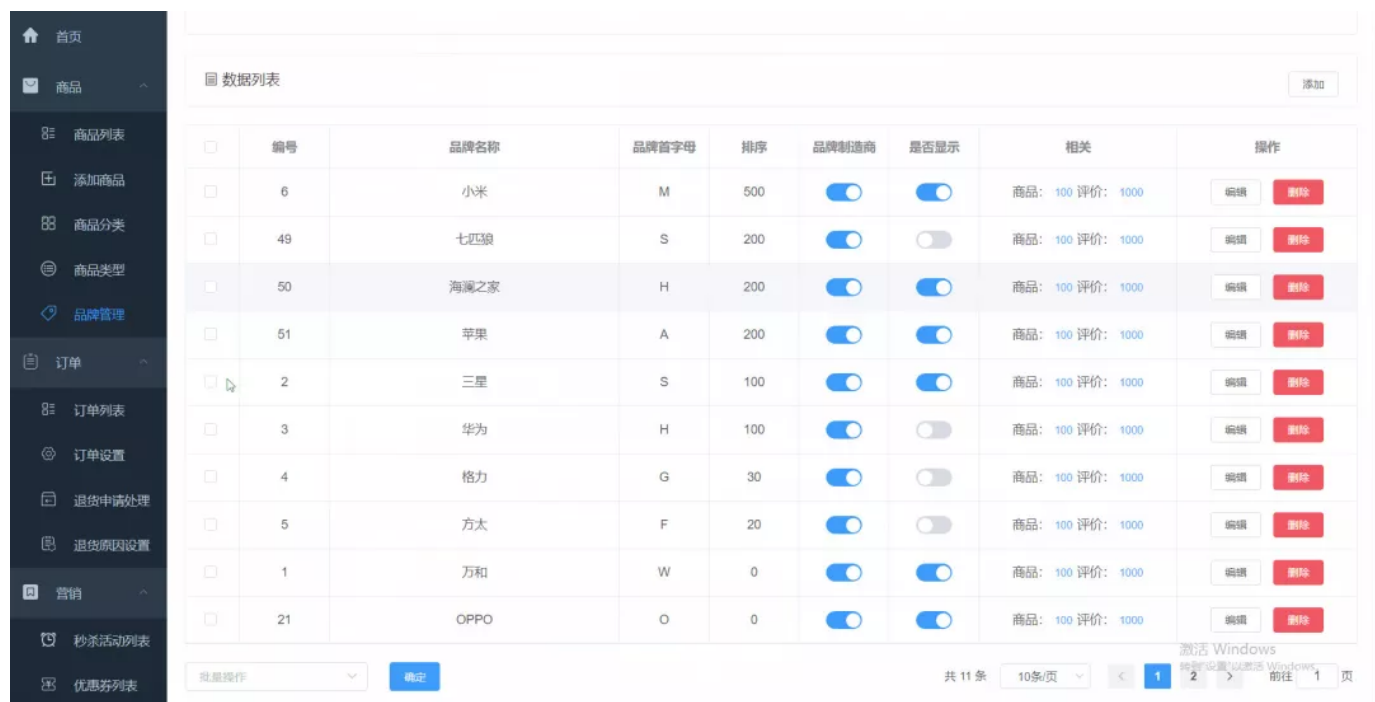 首页
商品
商品列表
添加商品
商品分类
商品类型
品牌管理
订单
订单列表
订单设置
退货申请处理
退货原因设置
营销
秒杀活动列表
优惠券列表
数据列表
添加
编号 品牌名称 品牌首字母 排序 品牌制造商 是否显示 相关 操作
6 小米 M 500 商品： 100 评价： 1000 编辑 删除
49 七匹狼 S 200 商品： 100 评价： 1000 编辑 删除
50 海澜之家 H 200 商品： 100 评价： 1000 编辑 删除
51 苹果 A 200 商品： 100 评价： 1000 编辑 删除
2 三星 S 100 商品： 100 评价： 1000 编辑 删除
3 华为 H 100 商品： 100 评价： 1000 编辑 删除
4 格力 G 30 商品： 100 评价： 1000 编辑 删除
5 方太 F 20 商品： 100 评价： 1000 编辑 删除
1 万和 W 0 商品： 100 评价： 1000 编辑 删除
21 OPPO O 0 商品： 100 评价： 1000 编辑 删除
激活 Windows
转到"设置"以激活 Windows。
批量操作 确定 共 11 条 10条/页 1 2 前往 1 页